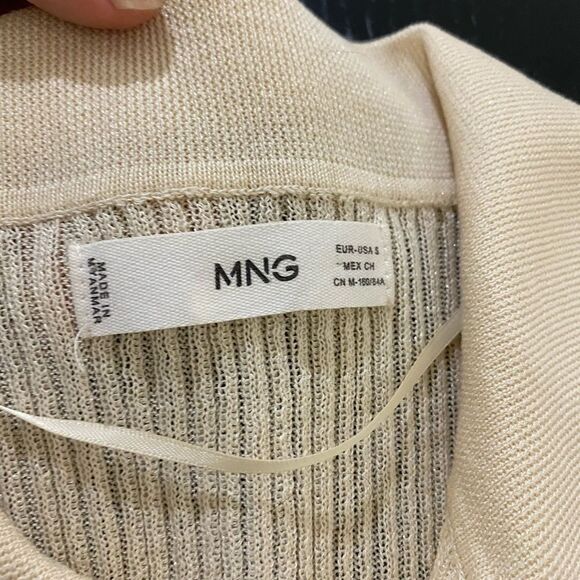 MADE IN
MYANMAR
MNG
EUR-USA S
MEX CH
CN M-160/84A